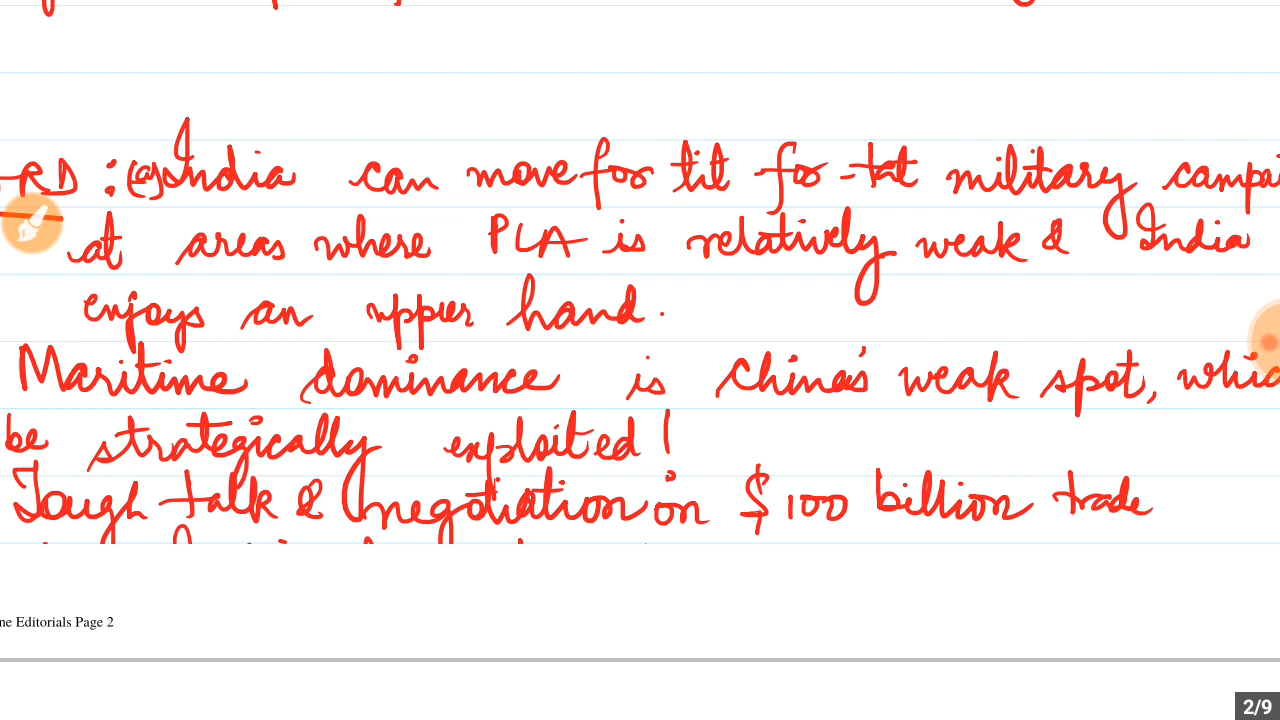 RD : (a) India can move for tit for-tat military campai
at areas where PLA is relatively weak & India
enjoys an upper hand.
Maritime dominance is China's weak spot, whic
be strategically exploited!
Tough talk & negotiation on $100 billion trade
ne Editorials Page 2
2/9